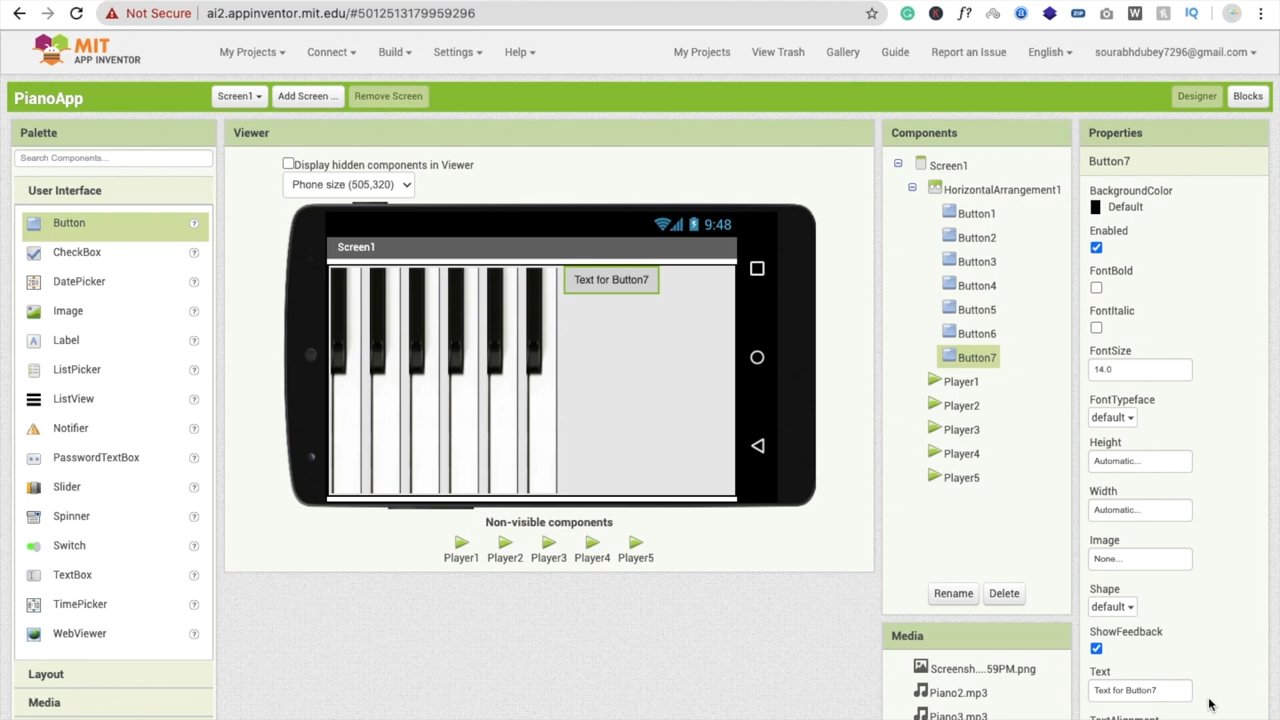 Not Secure | ai2.appinventor.mit.edu/#5012513179959296
MIT
APP INVENTOR
My Projects Connect Build Settings Help My Projects View Trash Gallery Guide Report an Issue English sourabhdubey7296@gmail.com
PianoApp Screen1 Add Screen ... Remove Screen Designer Blocks
Palette
Search Components...
User Interface
Button
CheckBox
DatePicker
Image
Label
ListPicker
ListView
Notifier
PasswordTextBox
Slider
Spinner
Switch
TextBox
TimePicker
WebViewer
Layout
Media
Viewer
Display hidden components in Viewer
Phone size (505,320)
9:48
Screen1
Text for Button7
Non-visible components
Player1 Player2 Player3 Player4 Player5
Components
Screen1
HorizontalArrangement1
Button1
Button2
Button3
Button4
Button5
Button6
Button7
Player1
Player2
Player3
Player4
Player5
Rename Delete
Media
Screensh....59PM.png
Piano2.mp3
Piano3.mp3
Properties
Button7
BackgroundColor
Default
Enabled
FontBold
FontItalic
FontSize
14.0
FontTypeface
default
Height
Automatic...
Width
Automatic...
Image
None...
Shape
default
ShowFeedback
Text
Text for Button7
TextAlignment